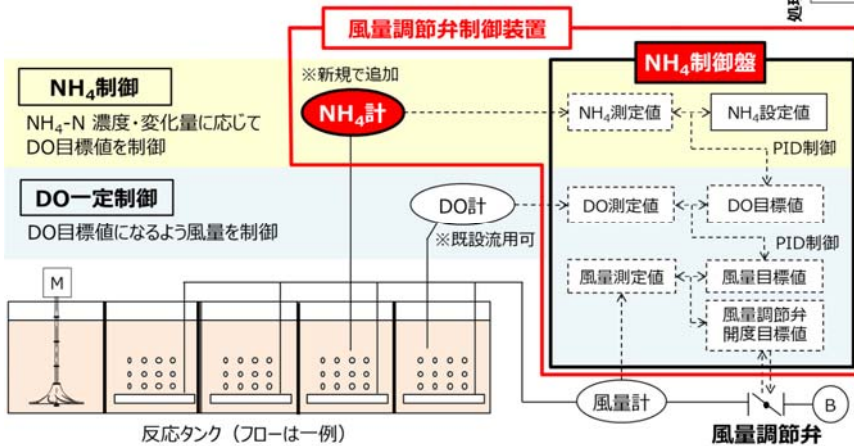 処理
風量調節弁制御装置
NH₄制御盤
NH₄制御
NH₄-N 濃度・変化量に応じて
DO目標値を制御
※新規で追加
NH₄計
NH₄測定値
NH₄設定値
PID制御
DO一定制御
DO目標値になるよう風量を制御
DO計
※既設流用可
DO測定値
DO目標値
PID制御
風量測定値
風量目標値
風量調節弁
開度目標値
M
風量計
B
反応タンク（フローは一例）
風量調節弁